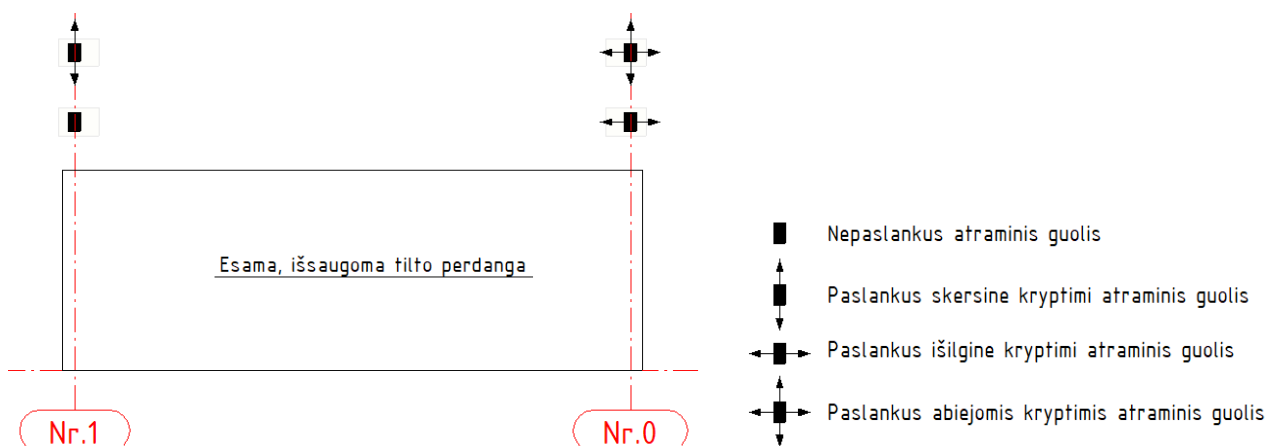 Esama, išsaugoma tilto perdanga
Nr.1
Nr.0
Nepaslankus atraminis guolis
Paslankus skersine kryptimi atraminis guolis
Paslankus išilgine kryptimi atraminis guolis
Paslankus abiejomis kryptimis atraminis guolis